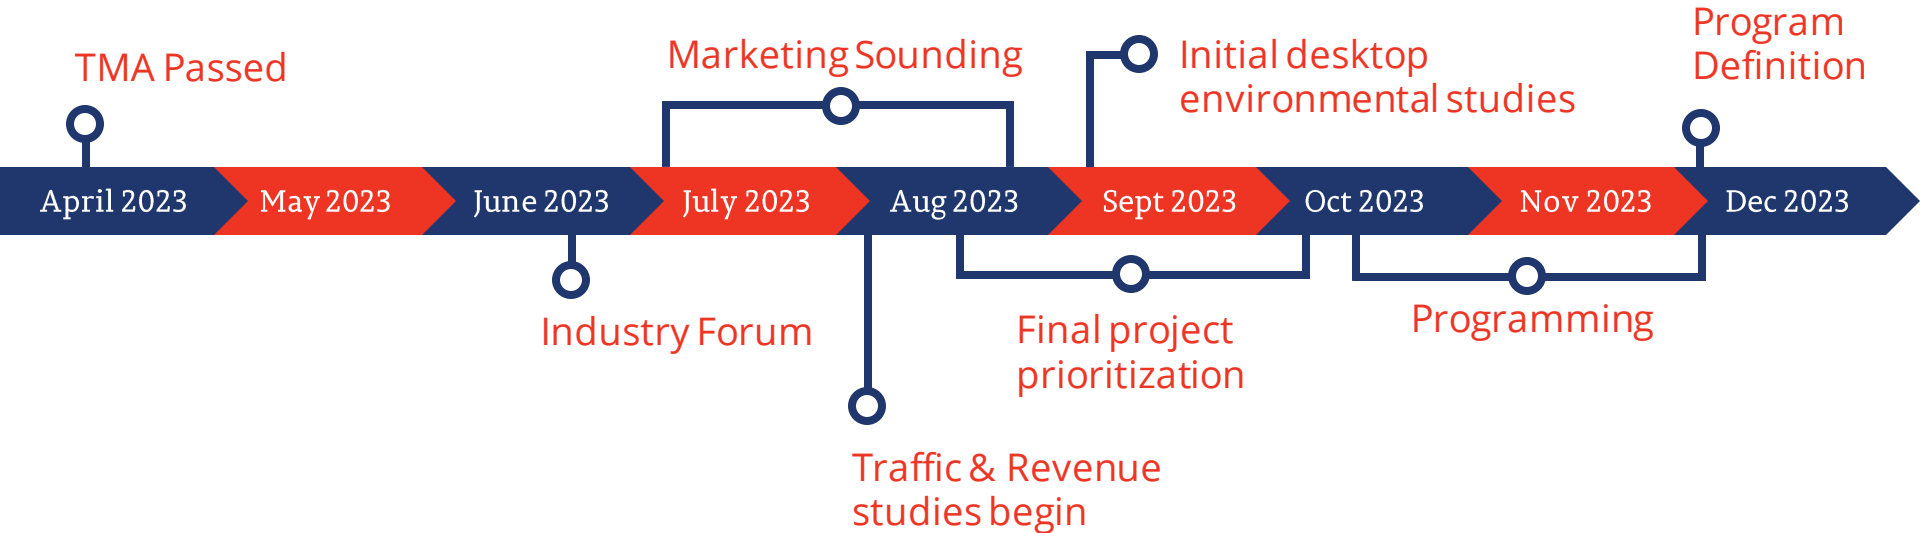 TMA Passed
Marketing Sounding
Initial desktop
environmental studies
Program
Definition
April 2023
May 2023
June 2023
July 2023
Aug 2023
Sept 2023
Oct 2023
Nov 2023
Dec 2023
Industry Forum
Traffic & Revenue
studies begin
Final project
prioritization
Programming